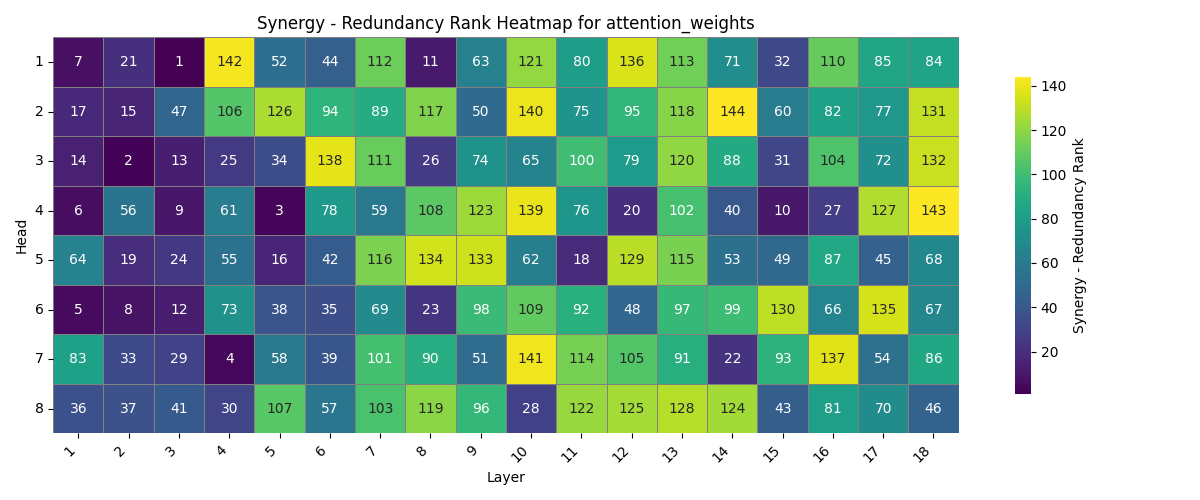 Synergy - Redundancy Rank Heatmap for attention_weights
1 7 21 1 142 52 44 112 11 63 121 80 136 113 71 32 110 85 84
2 17 15 47 106 126 94 89 117 50 140 75 95 118 144 60 82 77 131
3 14 2 13 25 34 138 111 26 74 65 100 79 120 88 31 104 72 132
4 6 56 9 61 3 78 59 108 123 139 76 20 102 40 10 27 127 143
5 64 19 24 55 16 42 116 134 133 62 18 129 115 53 49 87 45 68
6 5 8 12 73 38 35 69 23 98 109 92 48 97 99 130 66 135 67
7 83 33 29 4 58 39 101 90 51 141 114 105 91 22 93 137 54 86
8 36 37 41 30 107 57 103 119 96 28 122 125 128 124 43 81 70 46
1 2 3 4 5 6 7 8 9 10 11 12 13 14 15 16 17 18
Layer
Head
140
120
100
80
60
40
20
Synergy - Redundancy Rank